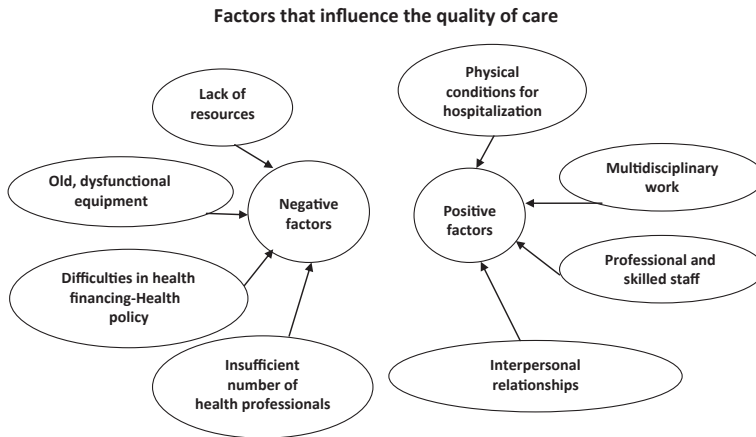 Factors that influence the quality of care
Lack of
resources
Old, dysfunctional
equipment
Difficulties in health
financing-Health
policy
Insufficient
number of
health professionals
Negative
factors
Physical
conditions for
hospitalization
Multidisciplinary
work
Professional and
skilled staff
Interpersonal
relationships
Positive
factors